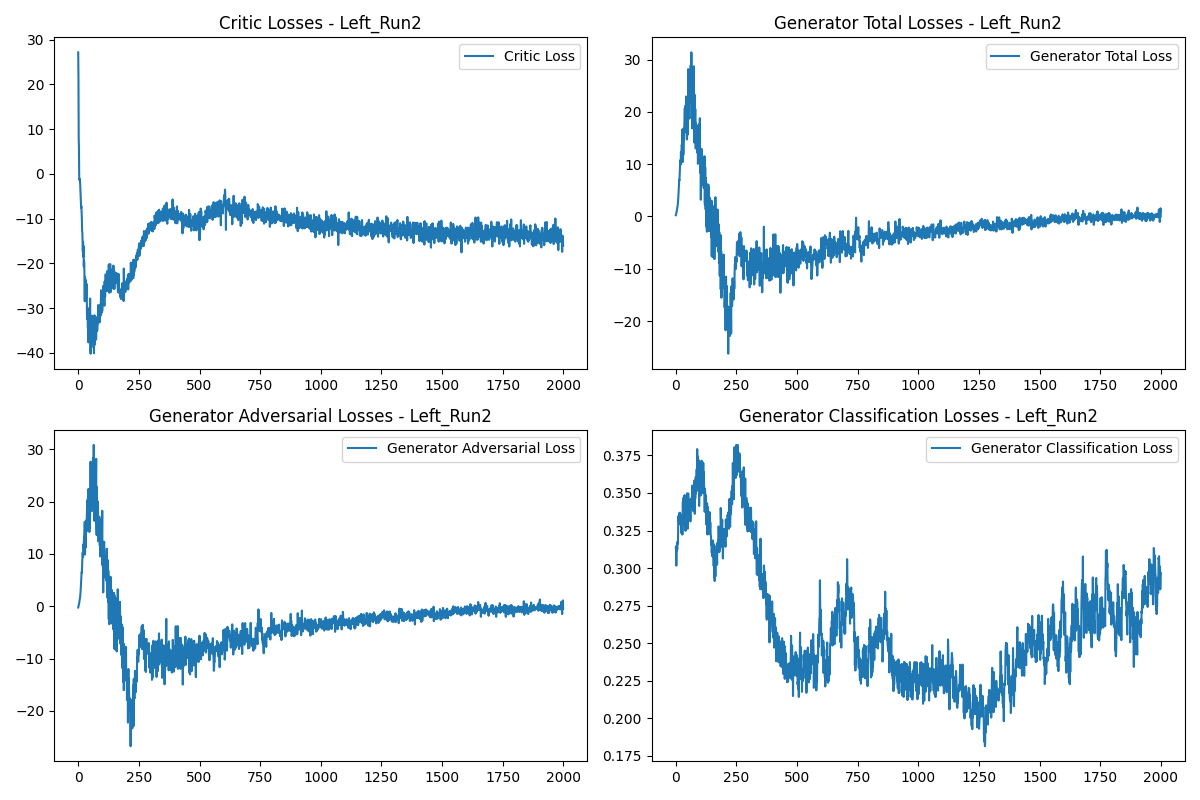 Critic Losses - Left_Run2
30
20
10
0
−10
−20
−30
−40
0 250 500 750 1000 1250 1500 1750 2000
Critic Loss
Generator Total Losses - Left_Run2
30
20
10
0
−10
−20
0 250 500 750 1000 1250 1500 1750 2000
Generator Total Loss
Generator Adversarial Losses - Left_Run2
30
20
10
0
−10
−20
0 250 500 750 1000 1250 1500 1750 2000
Generator Adversarial Loss
Generator Classification Losses - Left_Run2
0.375
0.350
0.325
0.300
0.275
0.250
0.225
0.200
0.175
0 250 500 750 1000 1250 1500 1750 2000
Generator Classification Loss